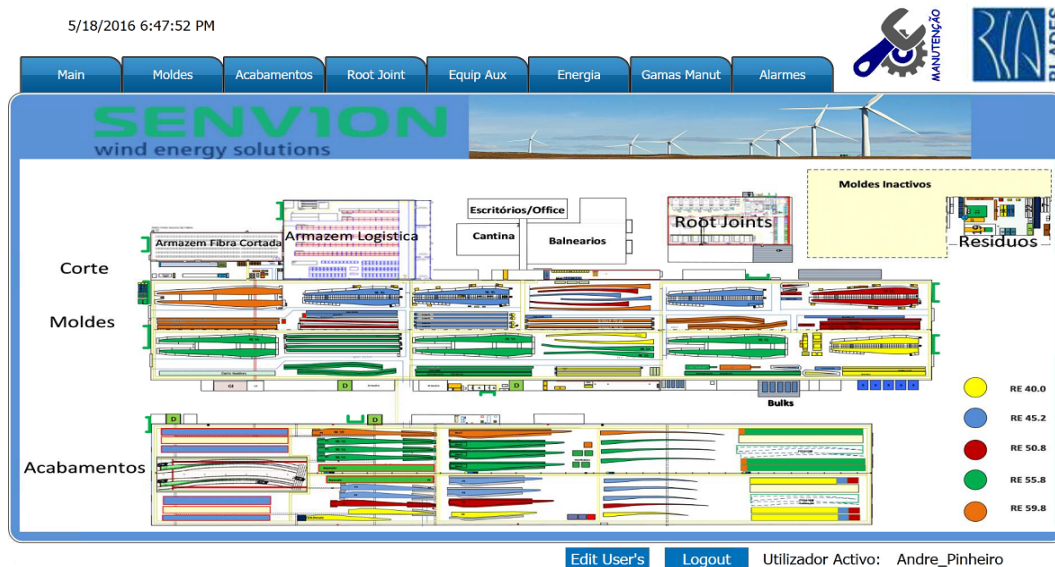 5/18/2016 6:47:52 PM
MANUTENÇÃO
RIA BLADES
Main
Moldes
Acabamentos
Root Joint
Equip Aux
Energia
Gamas Manut
Alarmes
SENVION
wind energy solutions
Moldes Inactivos
Escritórios/Office
Root Joints
Armazem Fibra Cortada
Armazem Logistica
Cantina
Balnearios
Residuos
Corte
Moldes
D
D
Bulks
RE 40.0
D
D
RE 45.2
RE 50.8
Acabamentos
RE 55.8
RE 59.8
Edit User's
Logout
Utilizador Activo: Andre_Pinheiro